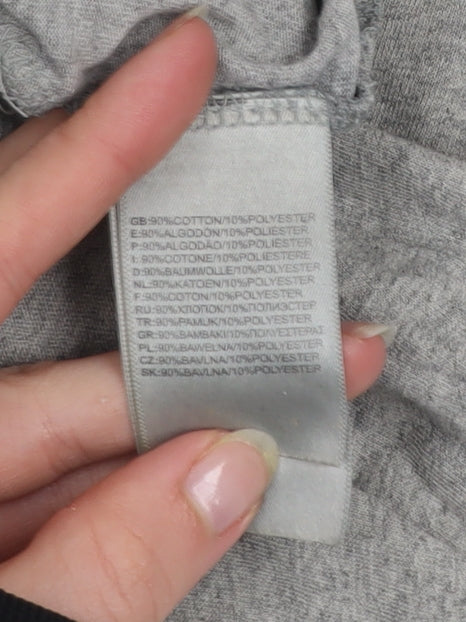 GB:90%COTTON/10%POLYESTER
E:90%ALGODON/10%POLIESTER
P:90%ALGODÃO/10%POLIESTER
I:90%COTONE/10%POLIESTERE
D:90%BAUMWOLLE/10%POLYESTER
NL:90%KATOEN/10%POLYESTER
F:90%COTON/10%POLYESTER
RU:90%ХЛОПОК/10%ПОЛИЭСТЕР
TR:90%PAMUK/10%POLYESTER
GR:90%ΒΑΜΒΑΚΙ/10%ΠΟΛΥΕΣΤΕΡΑΣ
PL:90%BAWEŁNA/10%POLYESTER
CZ:90%BAVLNA/10%POLYESTER
SK:90%BAVLNA/10%POLYESTER